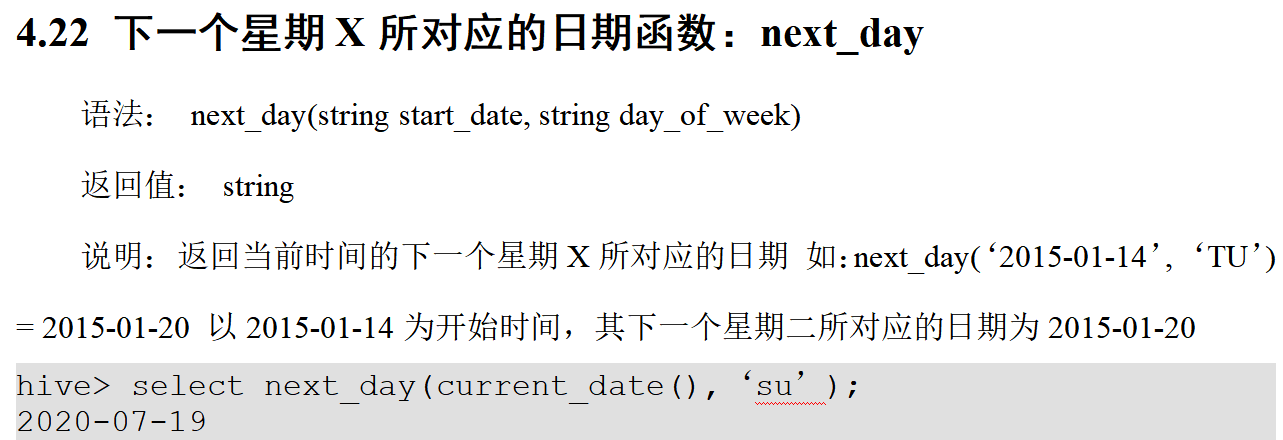 4.22 下一个星期 X 所对应的日期函数：next_day
语法： next_day(string start_date, string day_of_week)
返回值： string
说明：返回当前时间的下一个星期 X 所对应的日期 如：next_day(‘2015-01-14’, ‘TU’)
= 2015-01-20 以 2015-01-14 为开始时间，其下一个星期二所对应的日期为 2015-01-20
hive> select next_day(current_date(),‘su’);
2020-07-19